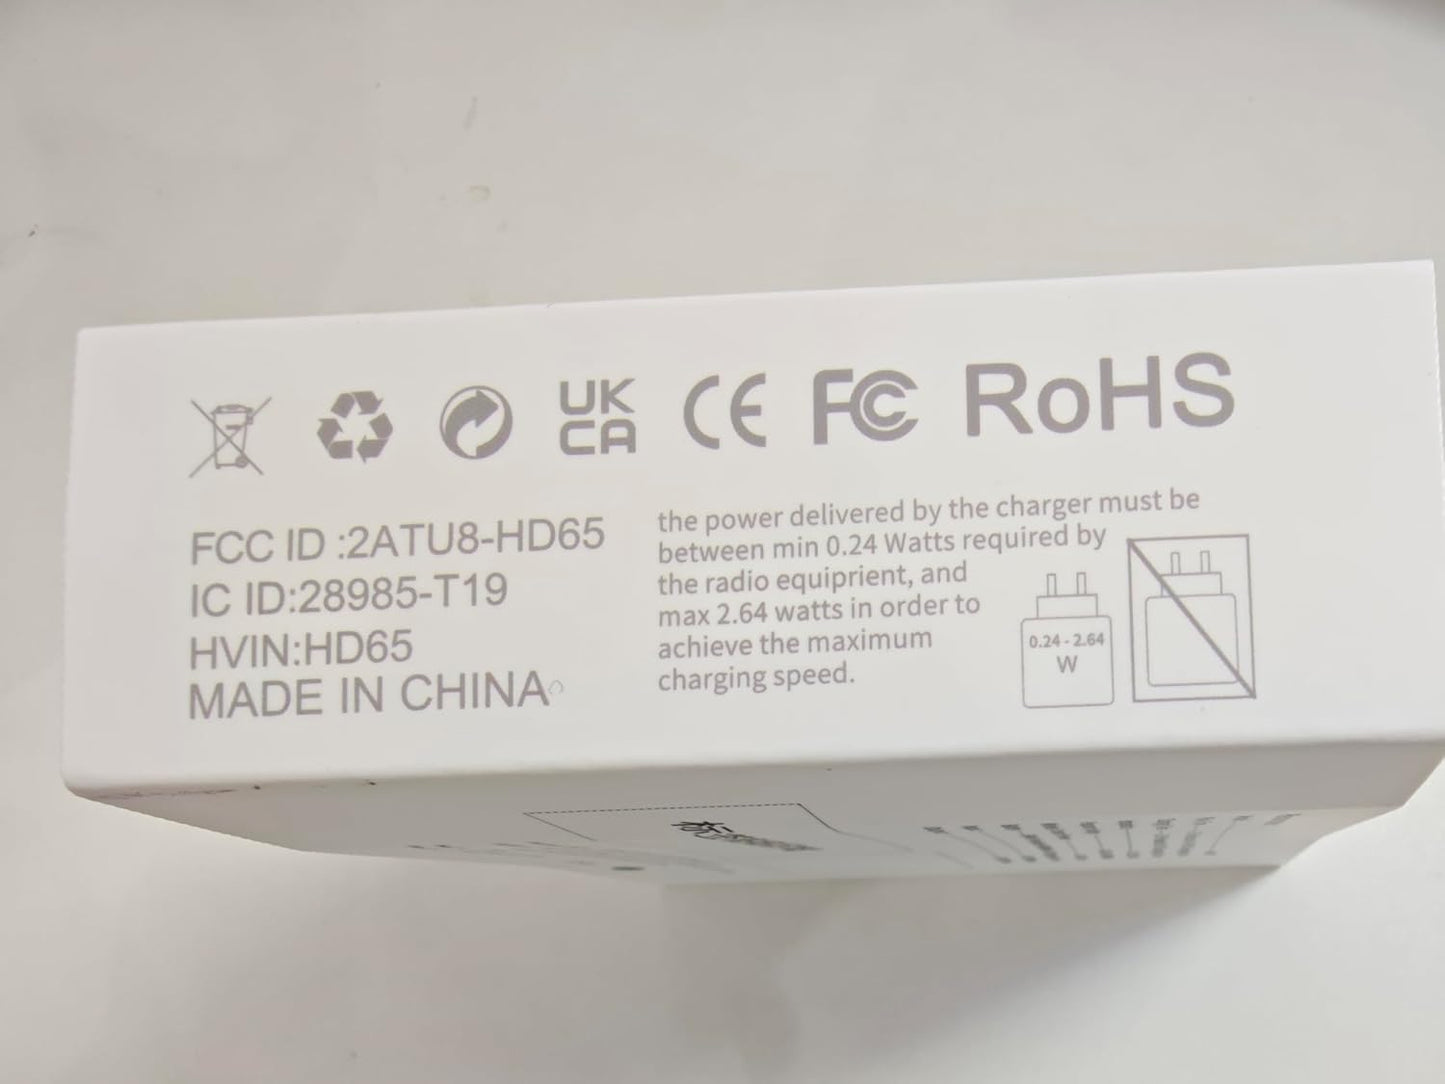 UK
CA
CE FC RoHS
FCC ID :2ATU8-HD65
IC ID:28985-T19
HVIN:HD65
MADE IN CHINA
the power delivered by the charger must be
between min 0.24 Watts required by
the radio equiprient, and
max 2.64 watts in order to
achieve the maximum
charging speed.
0.24 - 2.64
W